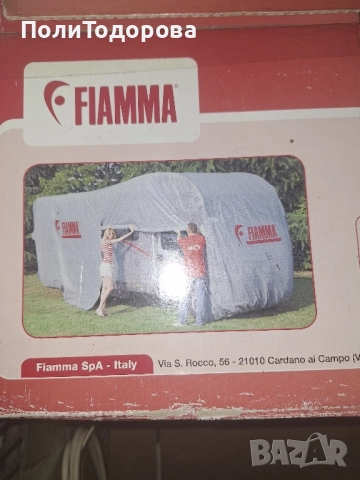 ПолиТодорова
FIAMMA
FIAMMA
FIAMMA
Fiamma SpA - Italy
Via S. Rocco, 56 - 21010 Cardano al Campo (V
BAZAR